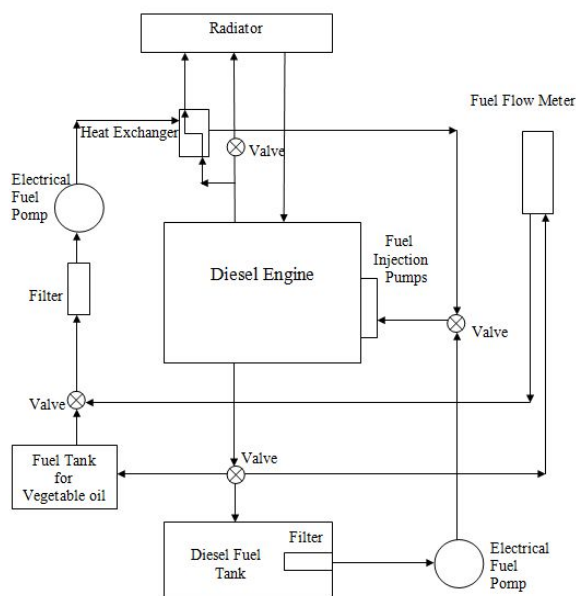 Radiator
Fuel Flow Meter
Heat Exchanger
Valve
Electrical
Fuel
Pomp
Fuel
Injection
Pumps
Diesel Engine
Filter
Valve
Valve
Fuel Tank
for
Vegetable oil
Valve
Filter
Diesel Fuel
Tank
Electrical
Fuel
Pomp